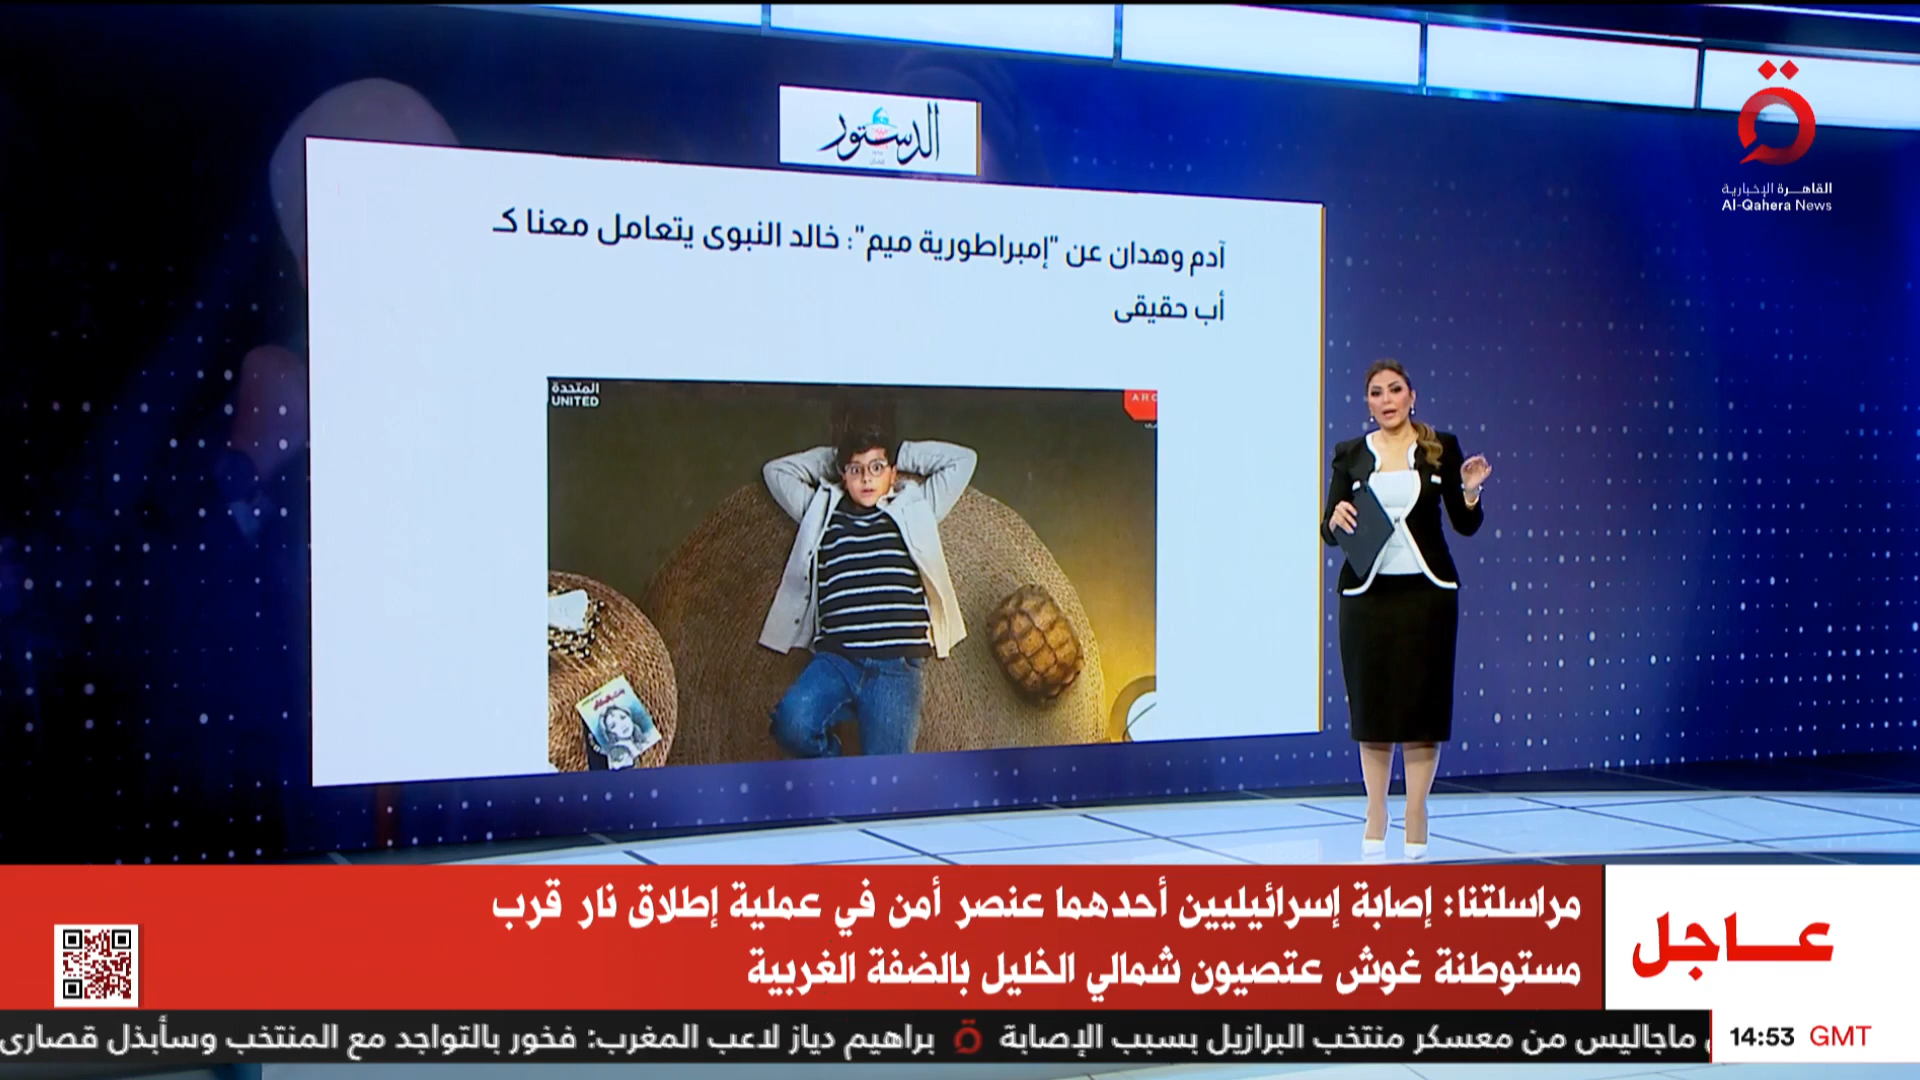 الدستور
القاهرة الإخبارية
Al-Qahera News
آدم وهدان عن "إمبراطورية ميم": خالد النبوى يتعامل معنا كـ
أب حقيقى
المتحدة
UNITED
ARC
عاجل
مراسلتنا: إصابة إسرائيليين أحدهما عنصر أمن في عملية إطلاق نار قرب
مستوطنة غوش عتصيون شمالي الخليل بالضفة الغربية
ماجاليس من معسكر منتخب البرازيل بسبب الإصابة
براهيم دياز لاعب المغرب: فخور بالتواجد مع المنتخب وسأبذل قصارى
14:53 GMT